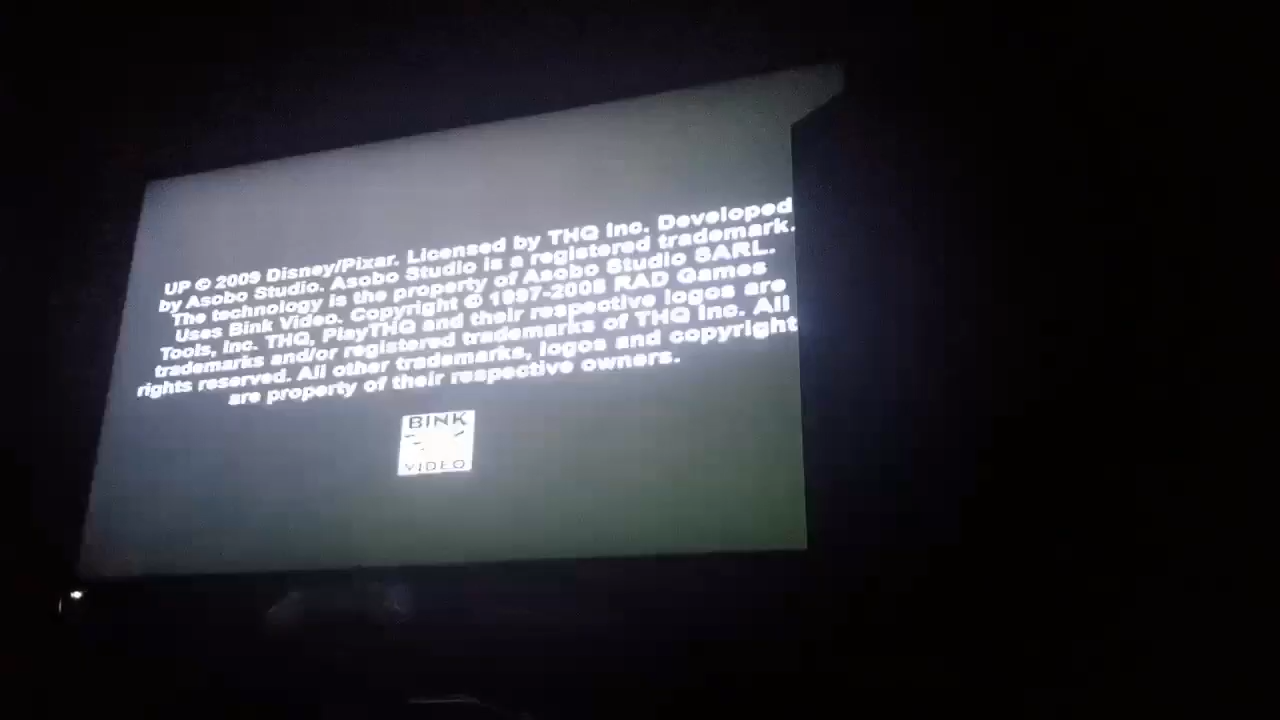 UP © 2009 Disney/Pixar. Licensed by THQ Inc. Developed
by Asobo Studio. Asobo Studio is a registered trademark.
The technology is the property of Asobo Studio SARL.
Uses Bink Video. Copyright © 1997-2008 RAD Games
Tools, Inc. THQ, PlayTHQ and their respective logos are
trademarks and/or registered trademarks of THQ Inc. All
rights reserved. All other trademarks, logos and copyright
are property of their respective owners.
BINK
VIDEO